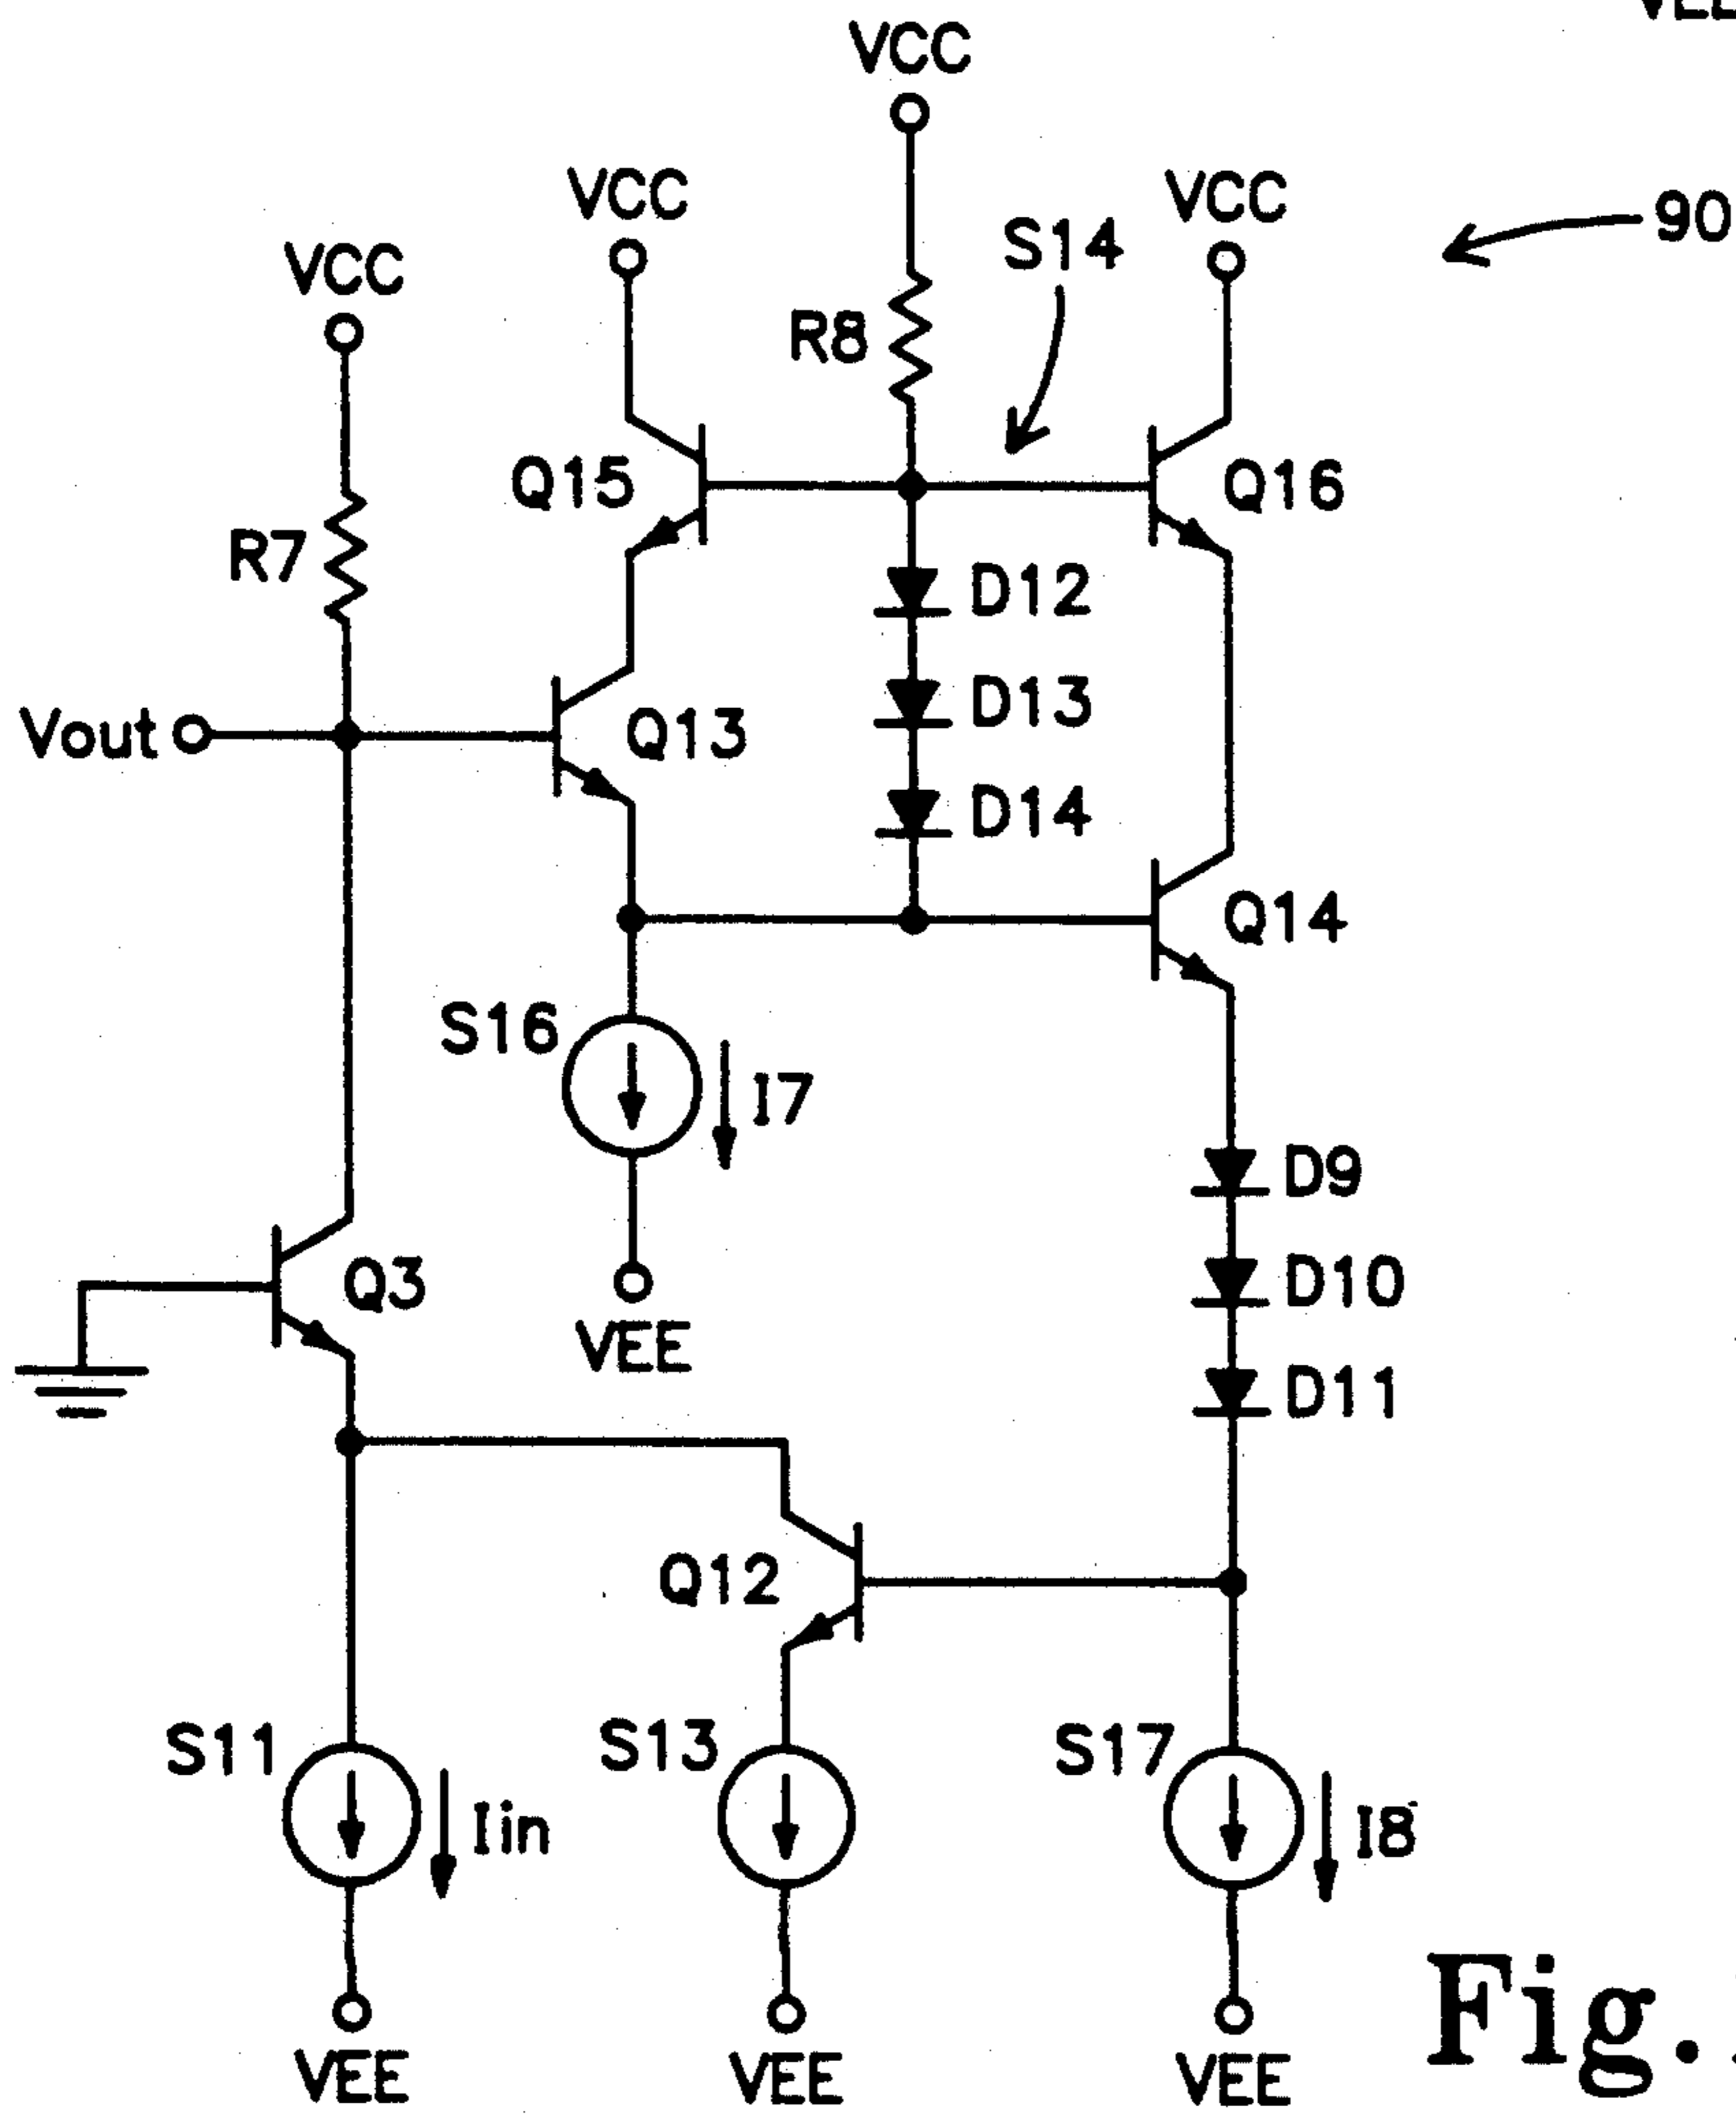 VCC
VCC
VCC
VCC
90
S14
R8
Q15
Q16
R7
D12
D13
Vout
Q13
D14
Q14
S16
I7
D9
Q3
D10
VEE
D11
Q12
S11
S13
S17
Iin
I8
Fig.
VEE
VEE
VEE